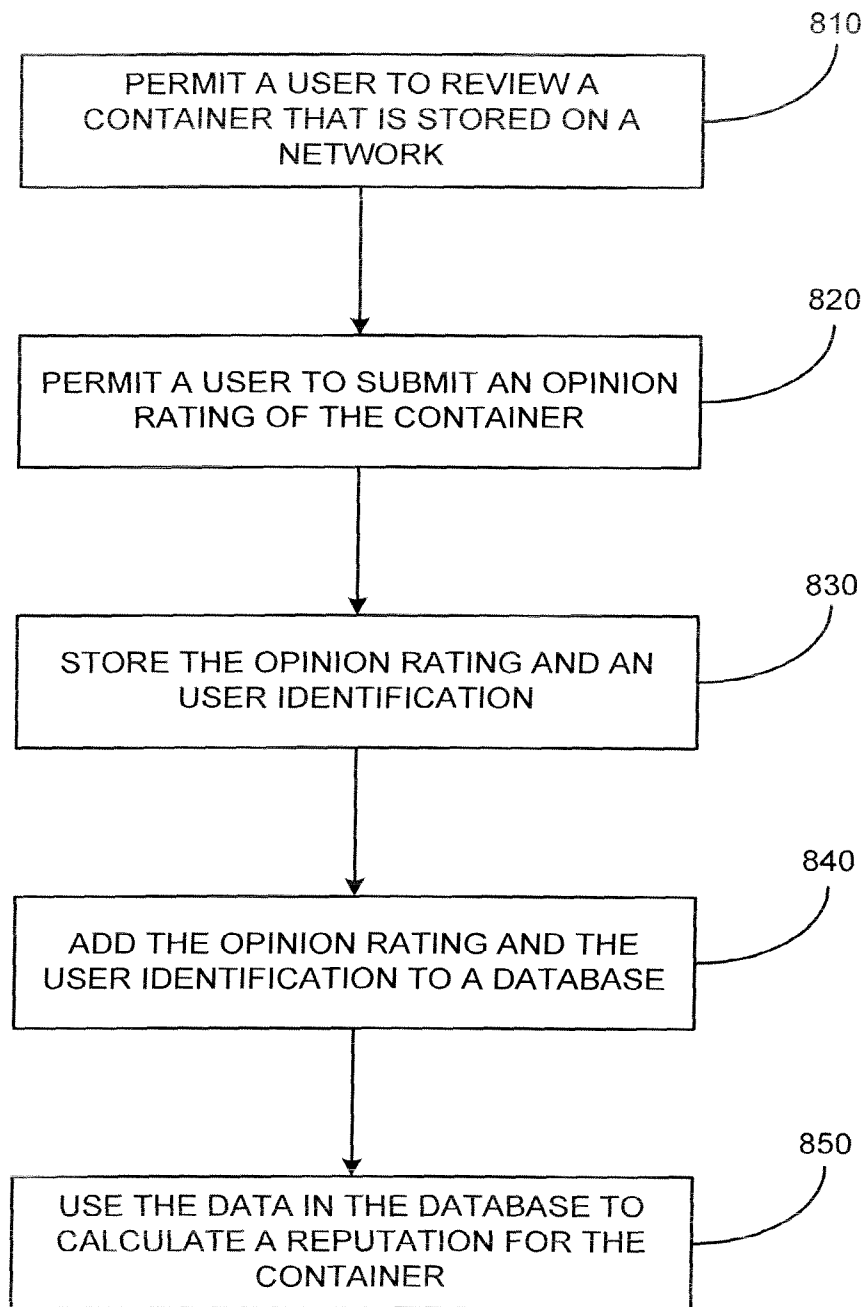 810
PERMIT A USER TO REVIEW A
CONTAINER THAT IS STORED ON A
NETWORK
820
PERMIT A USER TO SUBMIT AN OPINION
RATING OF THE CONTAINER
830
STORE THE OPINION RATING AND AN
USER IDENTIFICATION
840
ADD THE OPINION RATING AND THE
USER IDENTIFICATION TO A DATABASE
850
USE THE DATA IN THE DATABASE TO
CALCULATE A REPUTATION FOR THE
CONTAINER